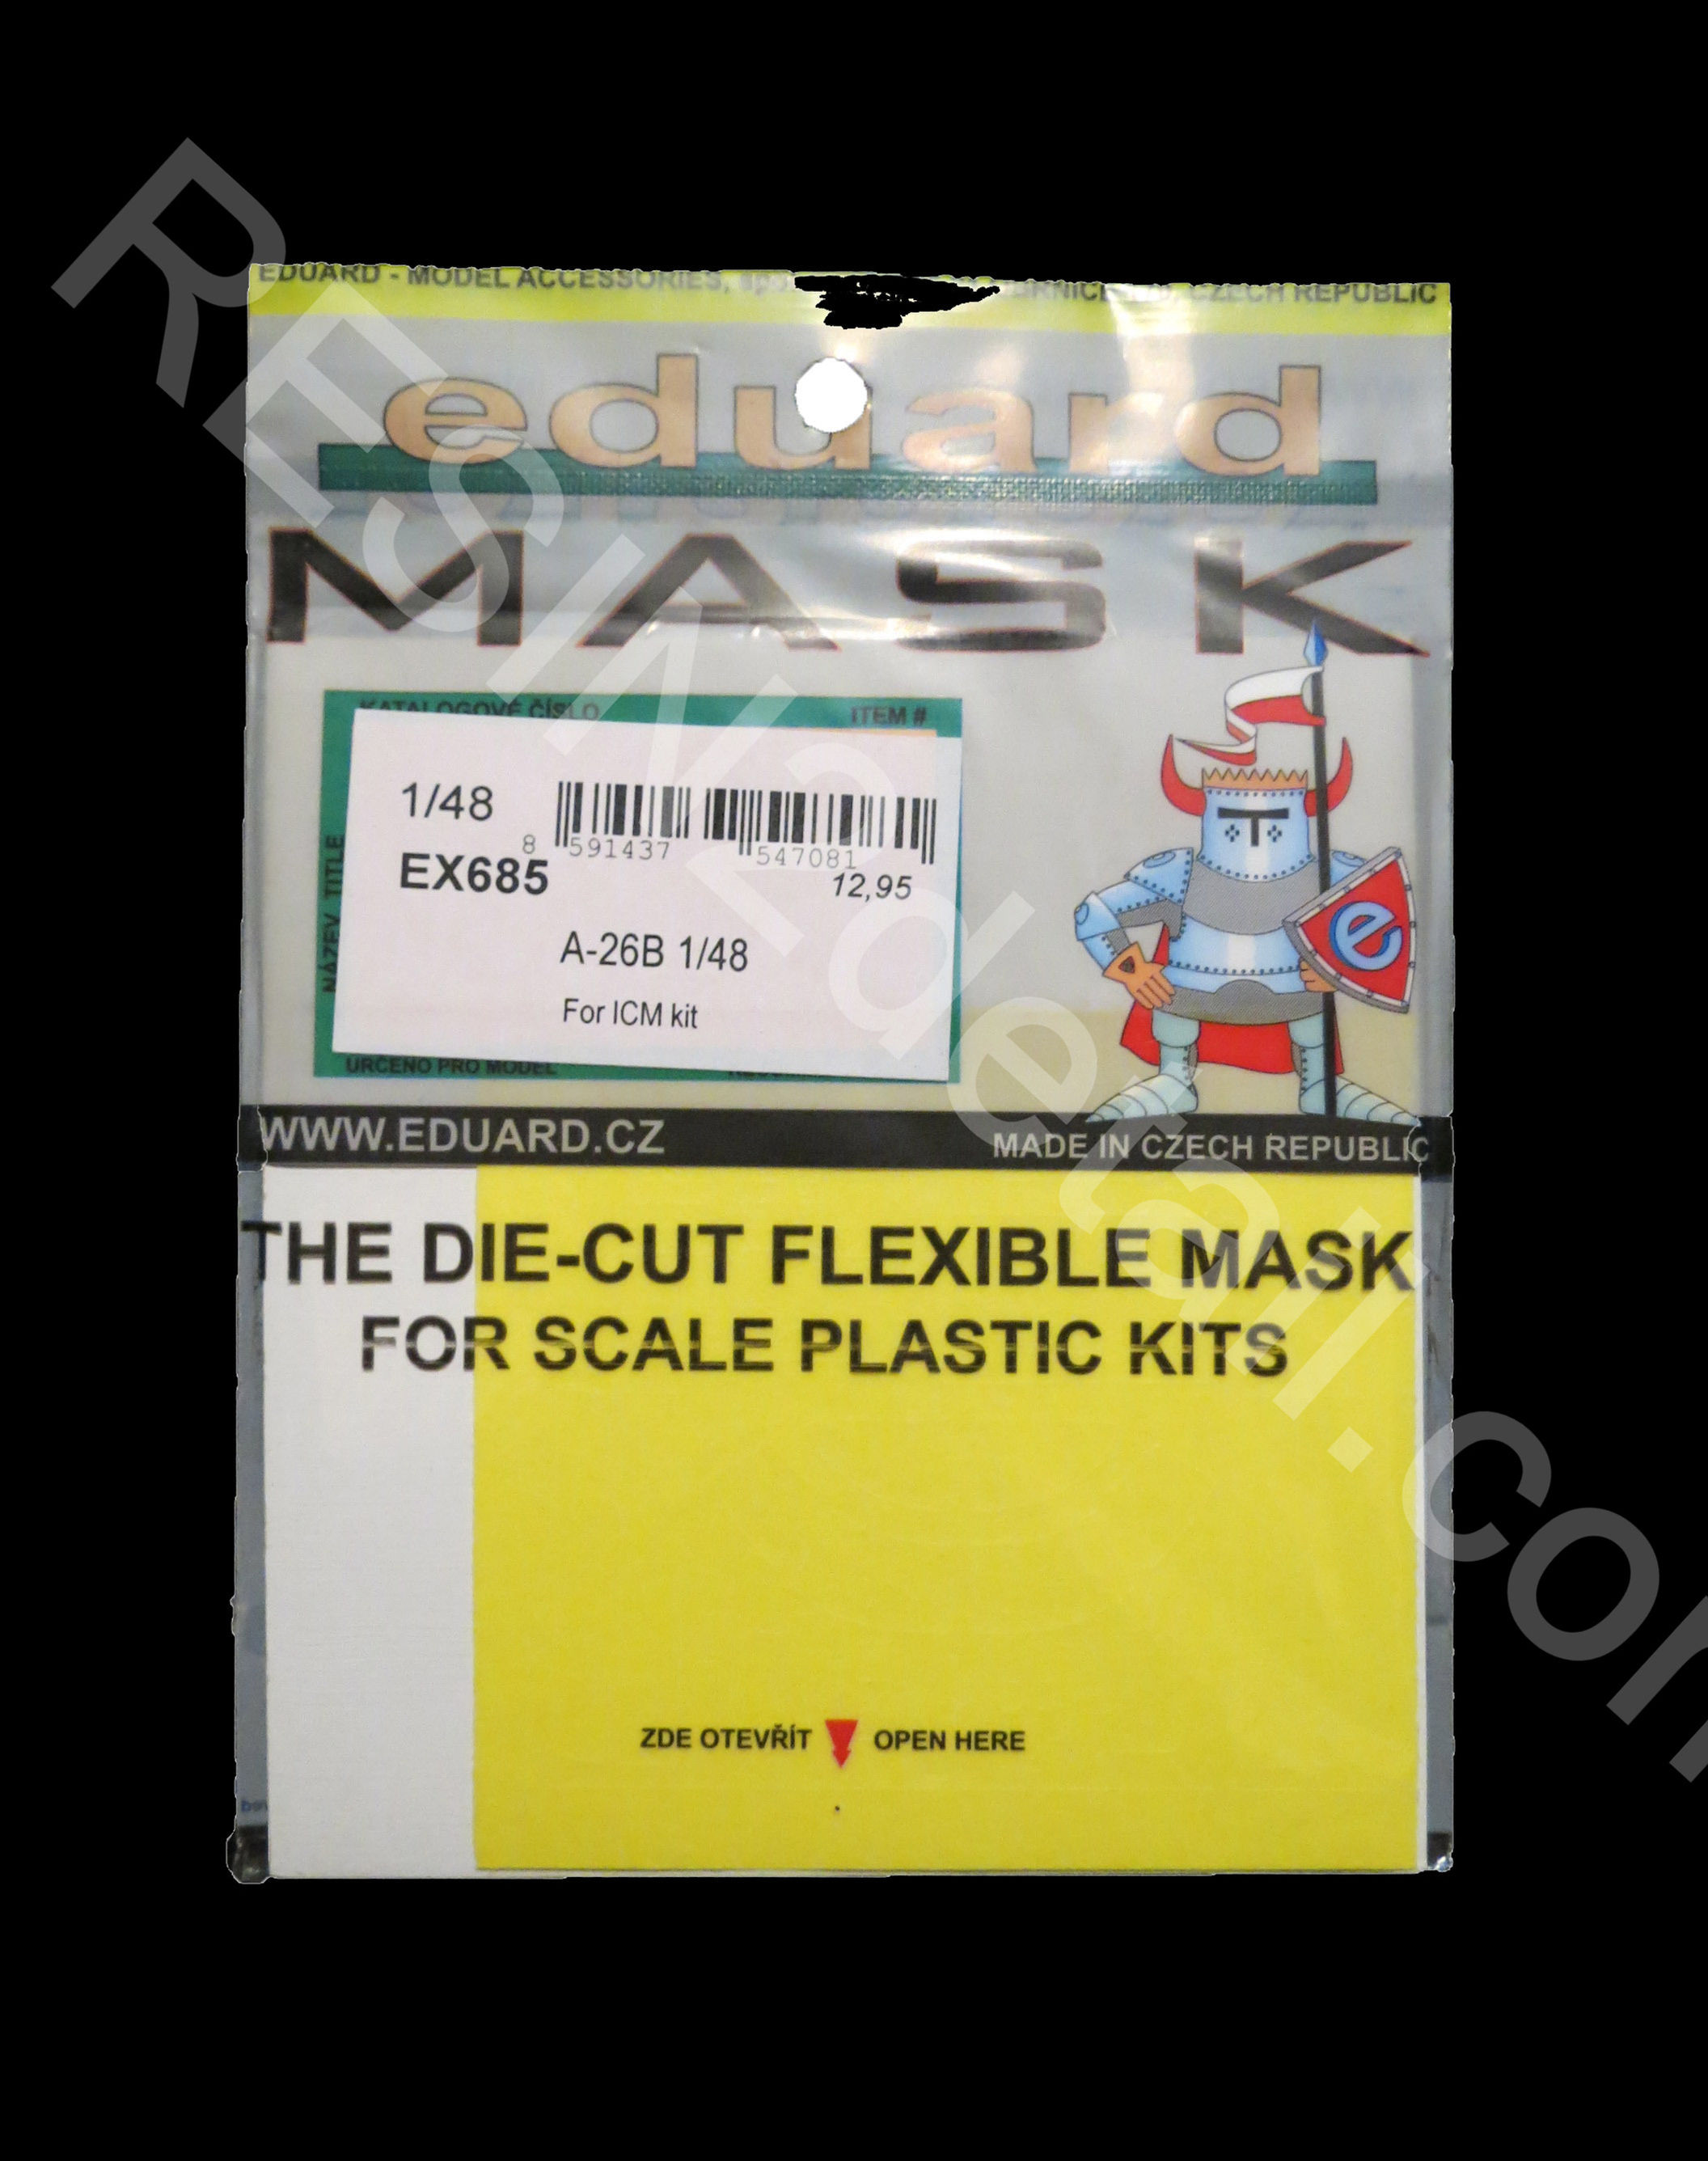 EDUARD - MODEL ACCESSORIES, CZECH REPUBLIC
eduard
MASK
KATALOGOVÉ ČÍSLO ITEM #
NÁZEV TITLE
1/48
8 591437 547081
EX685 12,95
A-26B 1/48
For ICM kit
URČENO PRO MODEL
e
WWW.EDUARD.CZ MADE IN CZECH REPUBLIC
THE DIE-CUT FLEXIBLE MASK
FOR SCALE PLASTIC KITS
ZDE OTEVŘÍT OPEN HERE
RESIN2detail.com